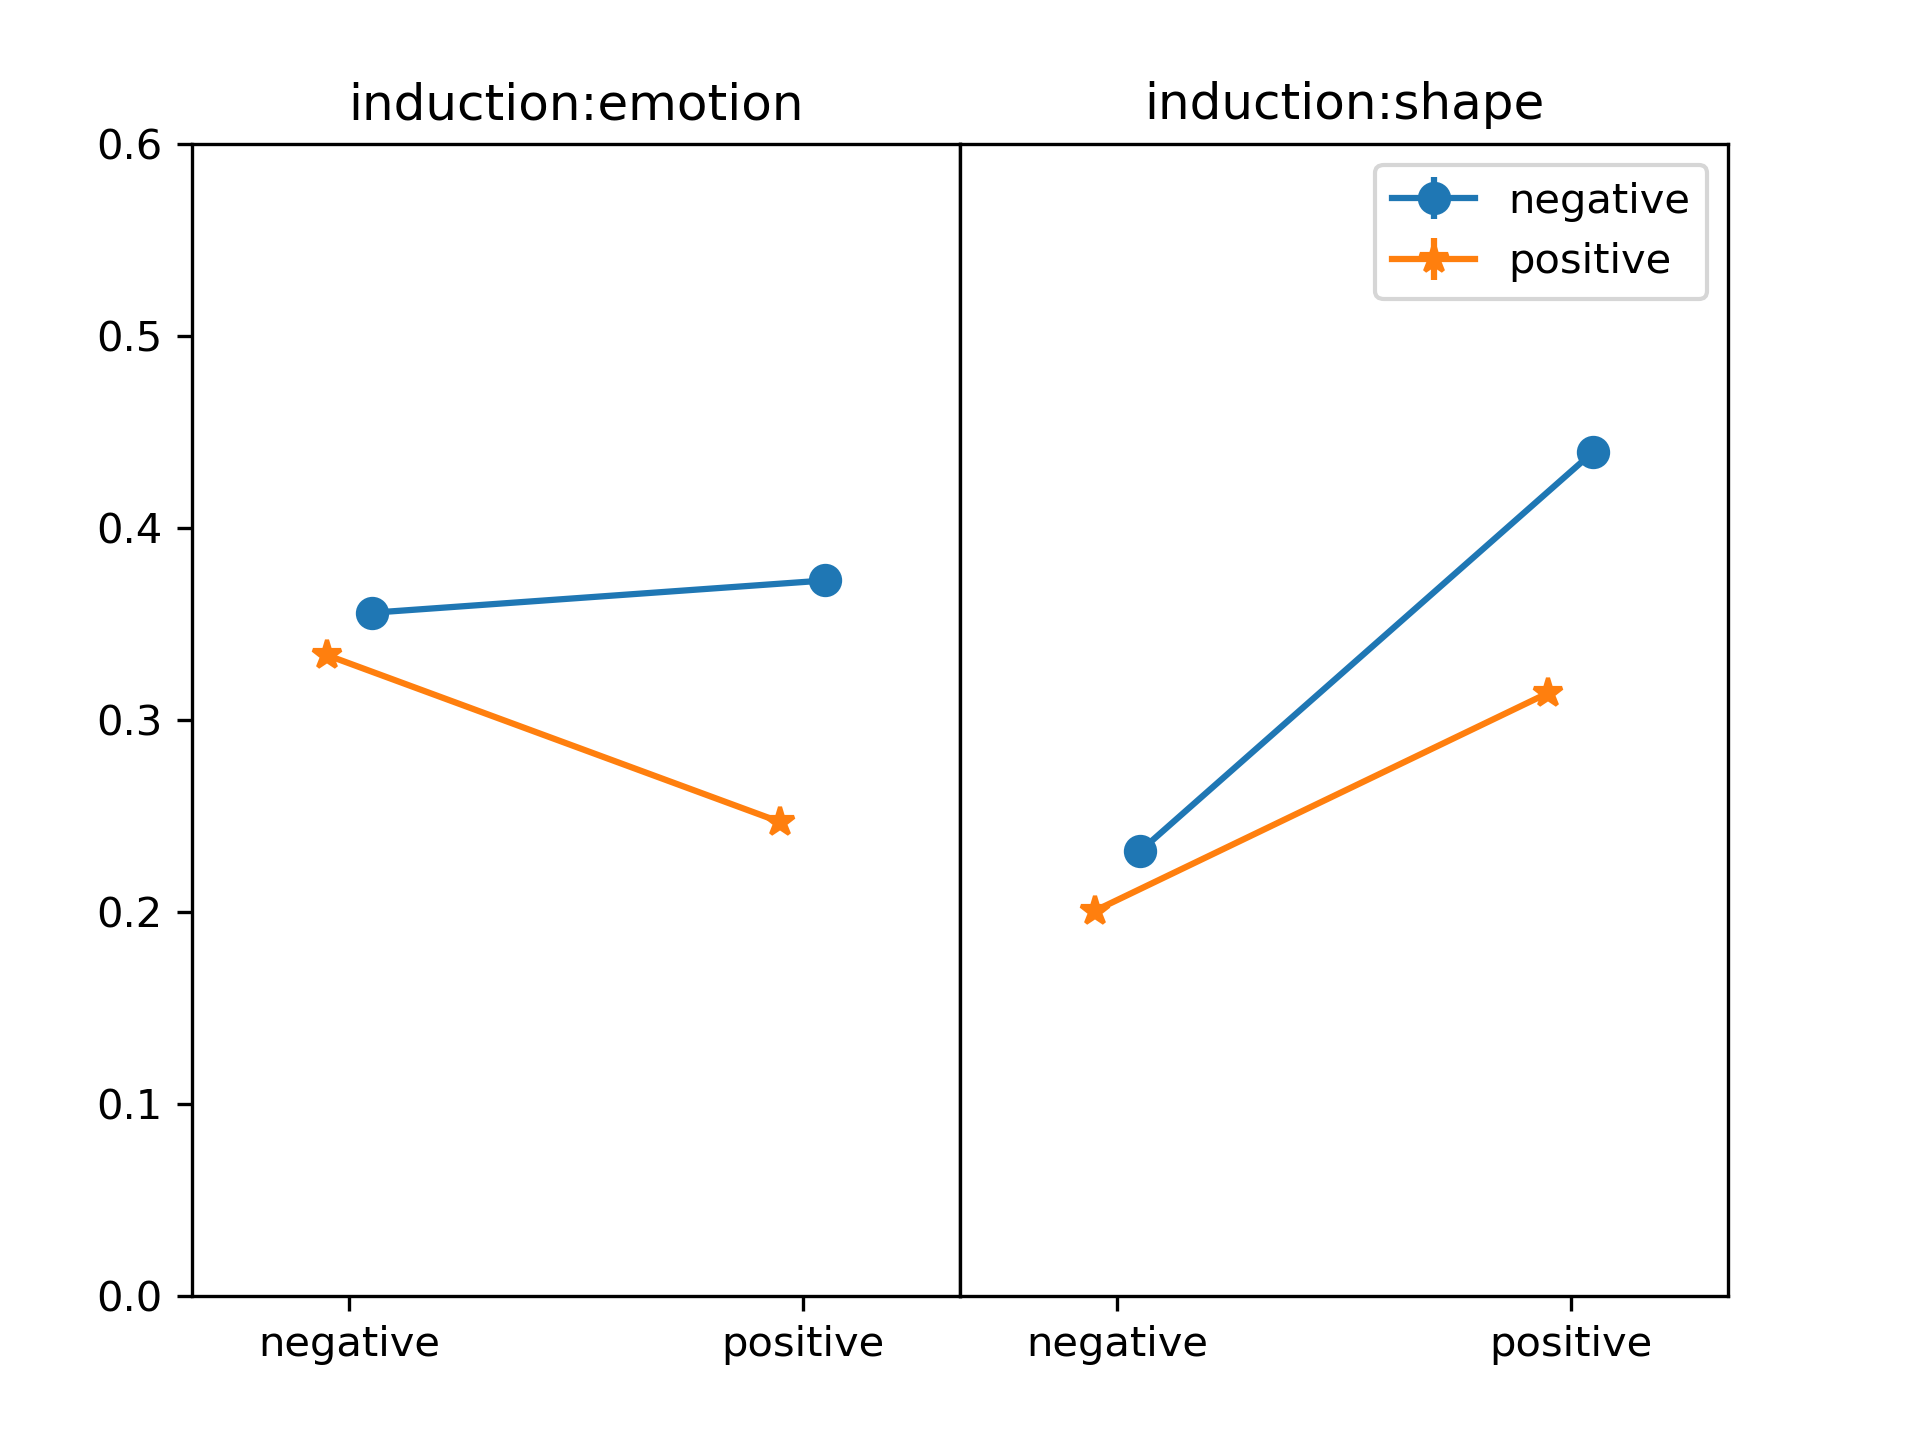 induction:emotion
induction:shape
0.6
0.5
0.4
0.3
0.2
0.1
0.0
negative
positive
negative
positive
negative
positive